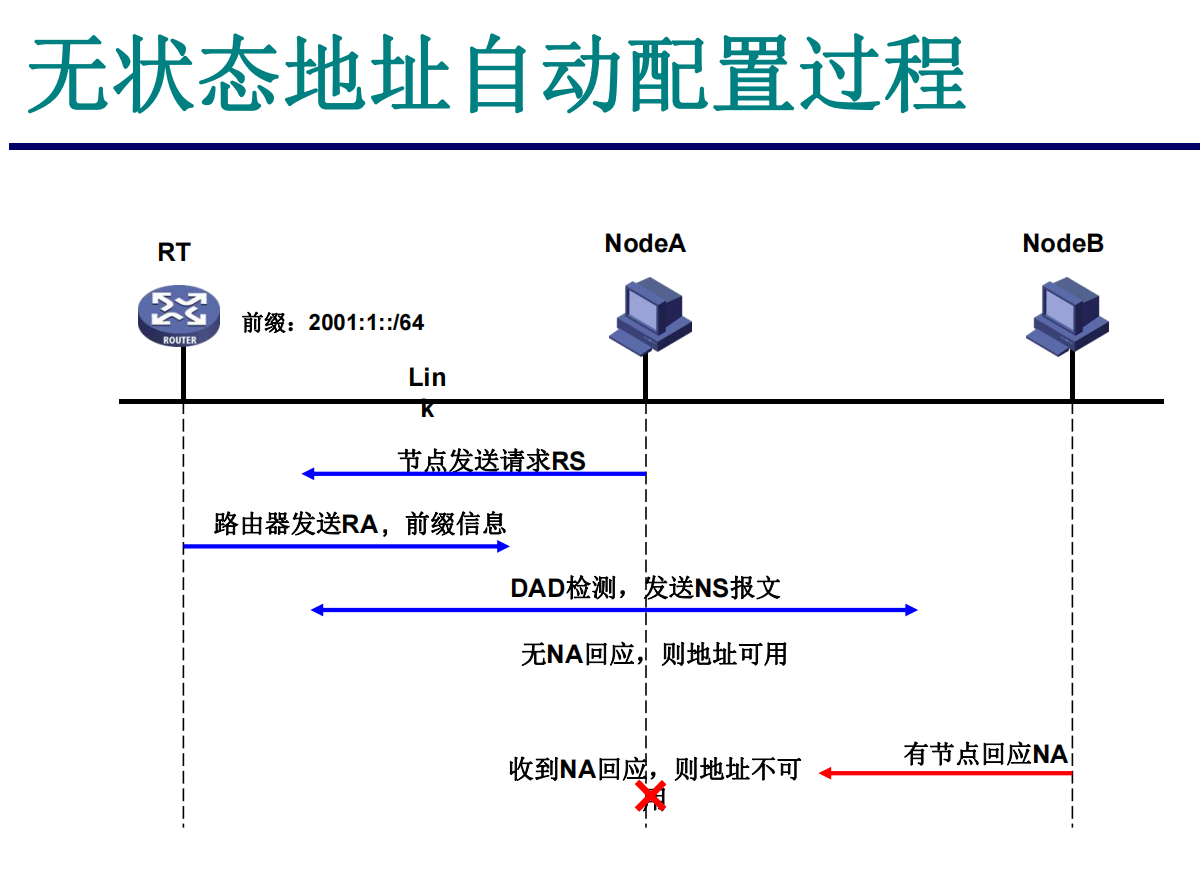 无状态地址自动配置过程
RT
NodeA
NodeB
ROUTER
前缀：2001:1::/64
Lin
k
节点发送请求RS
路由器发送RA，前缀信息
DAD检测，发送NS报文
无NA回应，则地址可用
有节点回应NA
收到NA回应，则地址不可
用